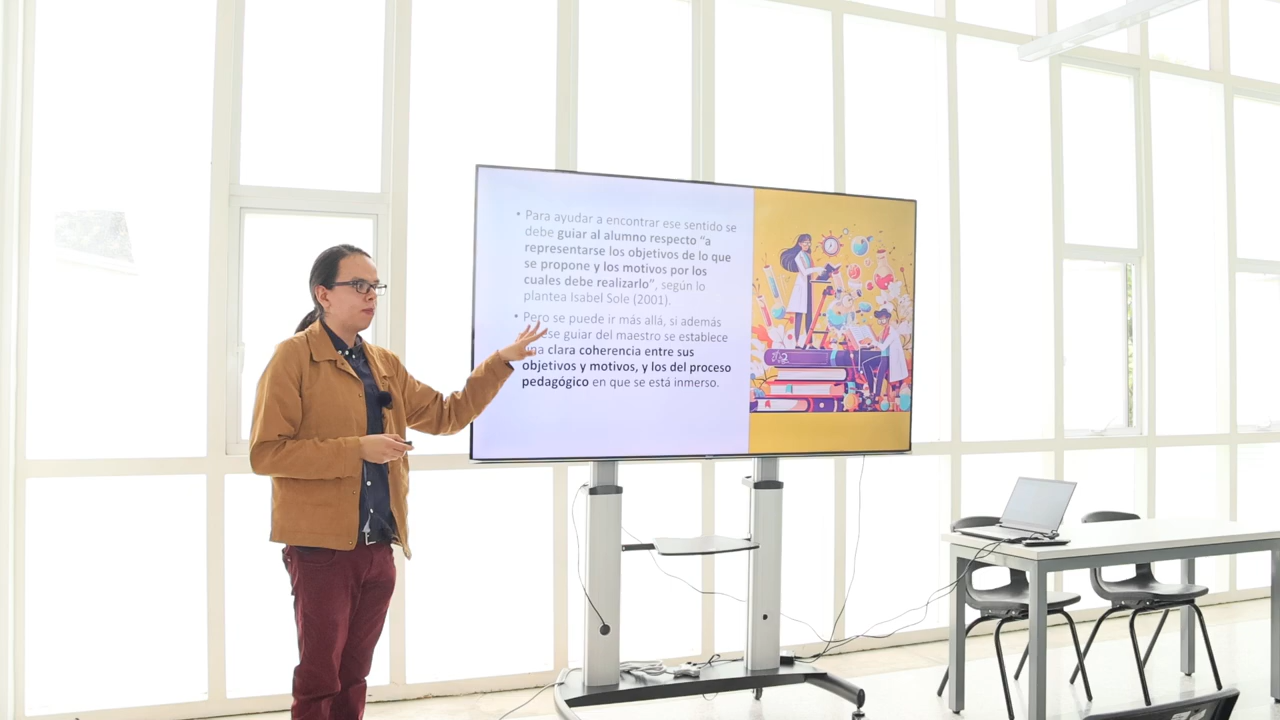 • Para ayudar a encontrar ese sentido se
debe guiar al alumno respecto “a
representarse los objetivos de lo que
se propone y los motivos por los
cuales debe realizarlo”, según lo
plantea Isabel Sole (2001).
• Pero se puede ir más allá, si además
ese guiar del maestro se establece
una clara coherencia entre sus
objetivos y motivos, y los del proceso
pedagógico en que se está inmerso.